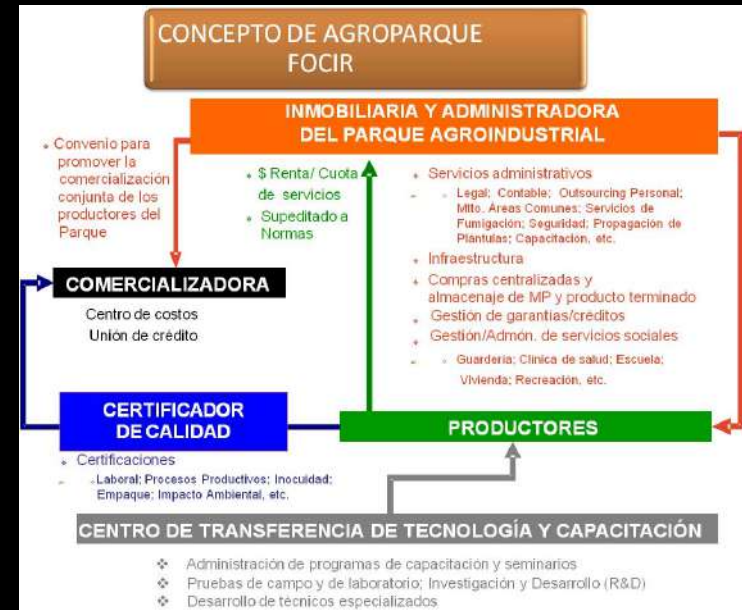 CONCEPTO DE AGROPARQUE
FOCIR
INMOBILIARIA Y ADMINISTRADORA
DEL PARQUE AGROINDUSTRIAL
Convenio para
promover la
comercialización
conjunta de los
productores del
Parque
$ Renta/ Cuota
de servicios
Supeditado a
Normas
Servicios administrativos
Legal; Contable; Outsourcing Personal;
Mtto. Áreas Comunes; Servicios de
Fumigación; Seguridad; Propagación de
Plántulas; Capacitación, etc.
Infraestructura
Compras centralizadas y
almacenaje de MP y producto terminado
Gestión de garantías/créditos
Gestión/Admón. de servicios sociales
Guardería; Clínica de salud; Escuela;
Vivienda; Recreación, etc.
COMERCIALIZADORA
Centro de costos
Unión de crédito
CERTIFICADOR
DE CALIDAD
Certificaciones
Laboral; Procesos Productivos; Inocuidad;
Empaque; Impacto Ambiental, etc.
PRODUCTORES
CENTRO DE TRANSFERENCIA DE TECNOLOGÍA Y CAPACITACIÓN
Administración de programas de capacitación y seminarios
Pruebas de campo y de laboratorio; Investigación y Desarrollo (R&D)
Desarrollo de técnicos especializados